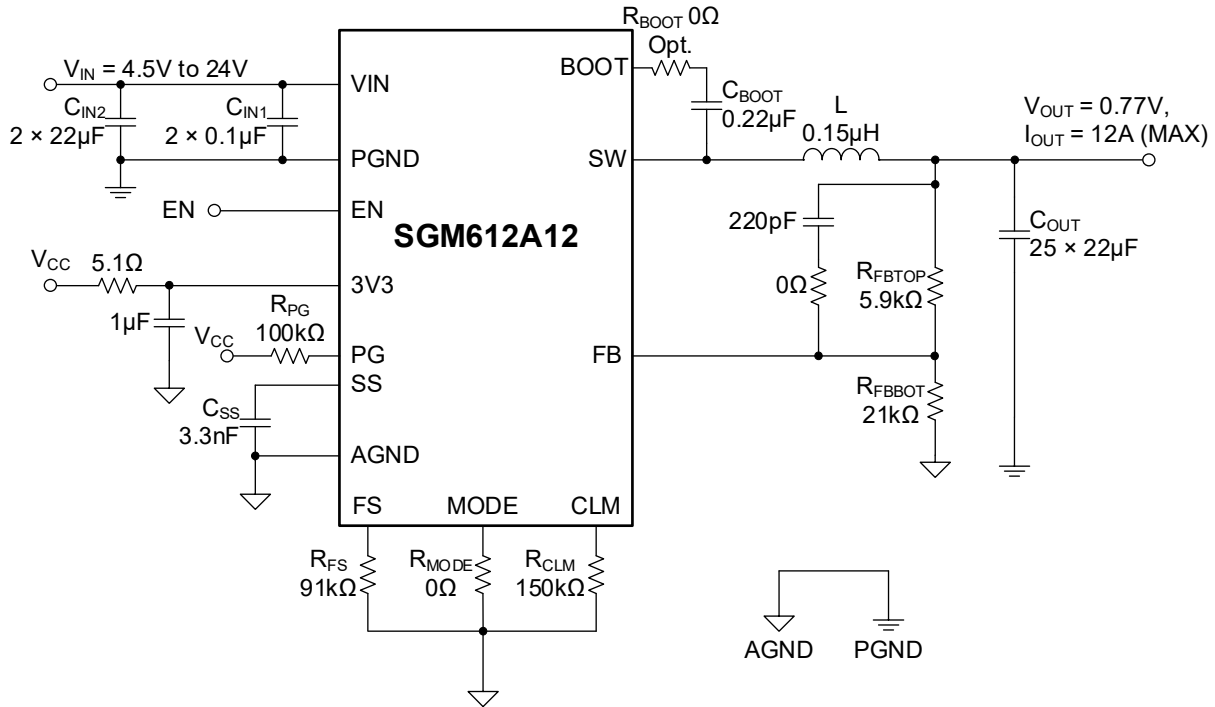 R_BOOT 0Ω
Opt.
V_IN = 4.5V to 24V
VIN
BOOT
C_IN2
2 × 22µF
C_IN1
2 × 0.1µF
C_BOOT
0.22µF
L
0.15µH
V_OUT = 0.77V,
I_OUT = 12A (MAX)
PGND
SW
EN
EN
SGM612A12
220pF
C_OUT
25 × 22µF
V_CC
5.1Ω
3V3
0Ω
R_FBTOP
5.9kΩ
1µF
R_PG
100kΩ
V_CC
PG
FB
SS
R_FBBOT
21kΩ
C_SS
3.3nF
AGND
FS
MODE
CLM
R_FS
91kΩ
R_MODE
0Ω
R_CLM
150kΩ
AGND
PGND